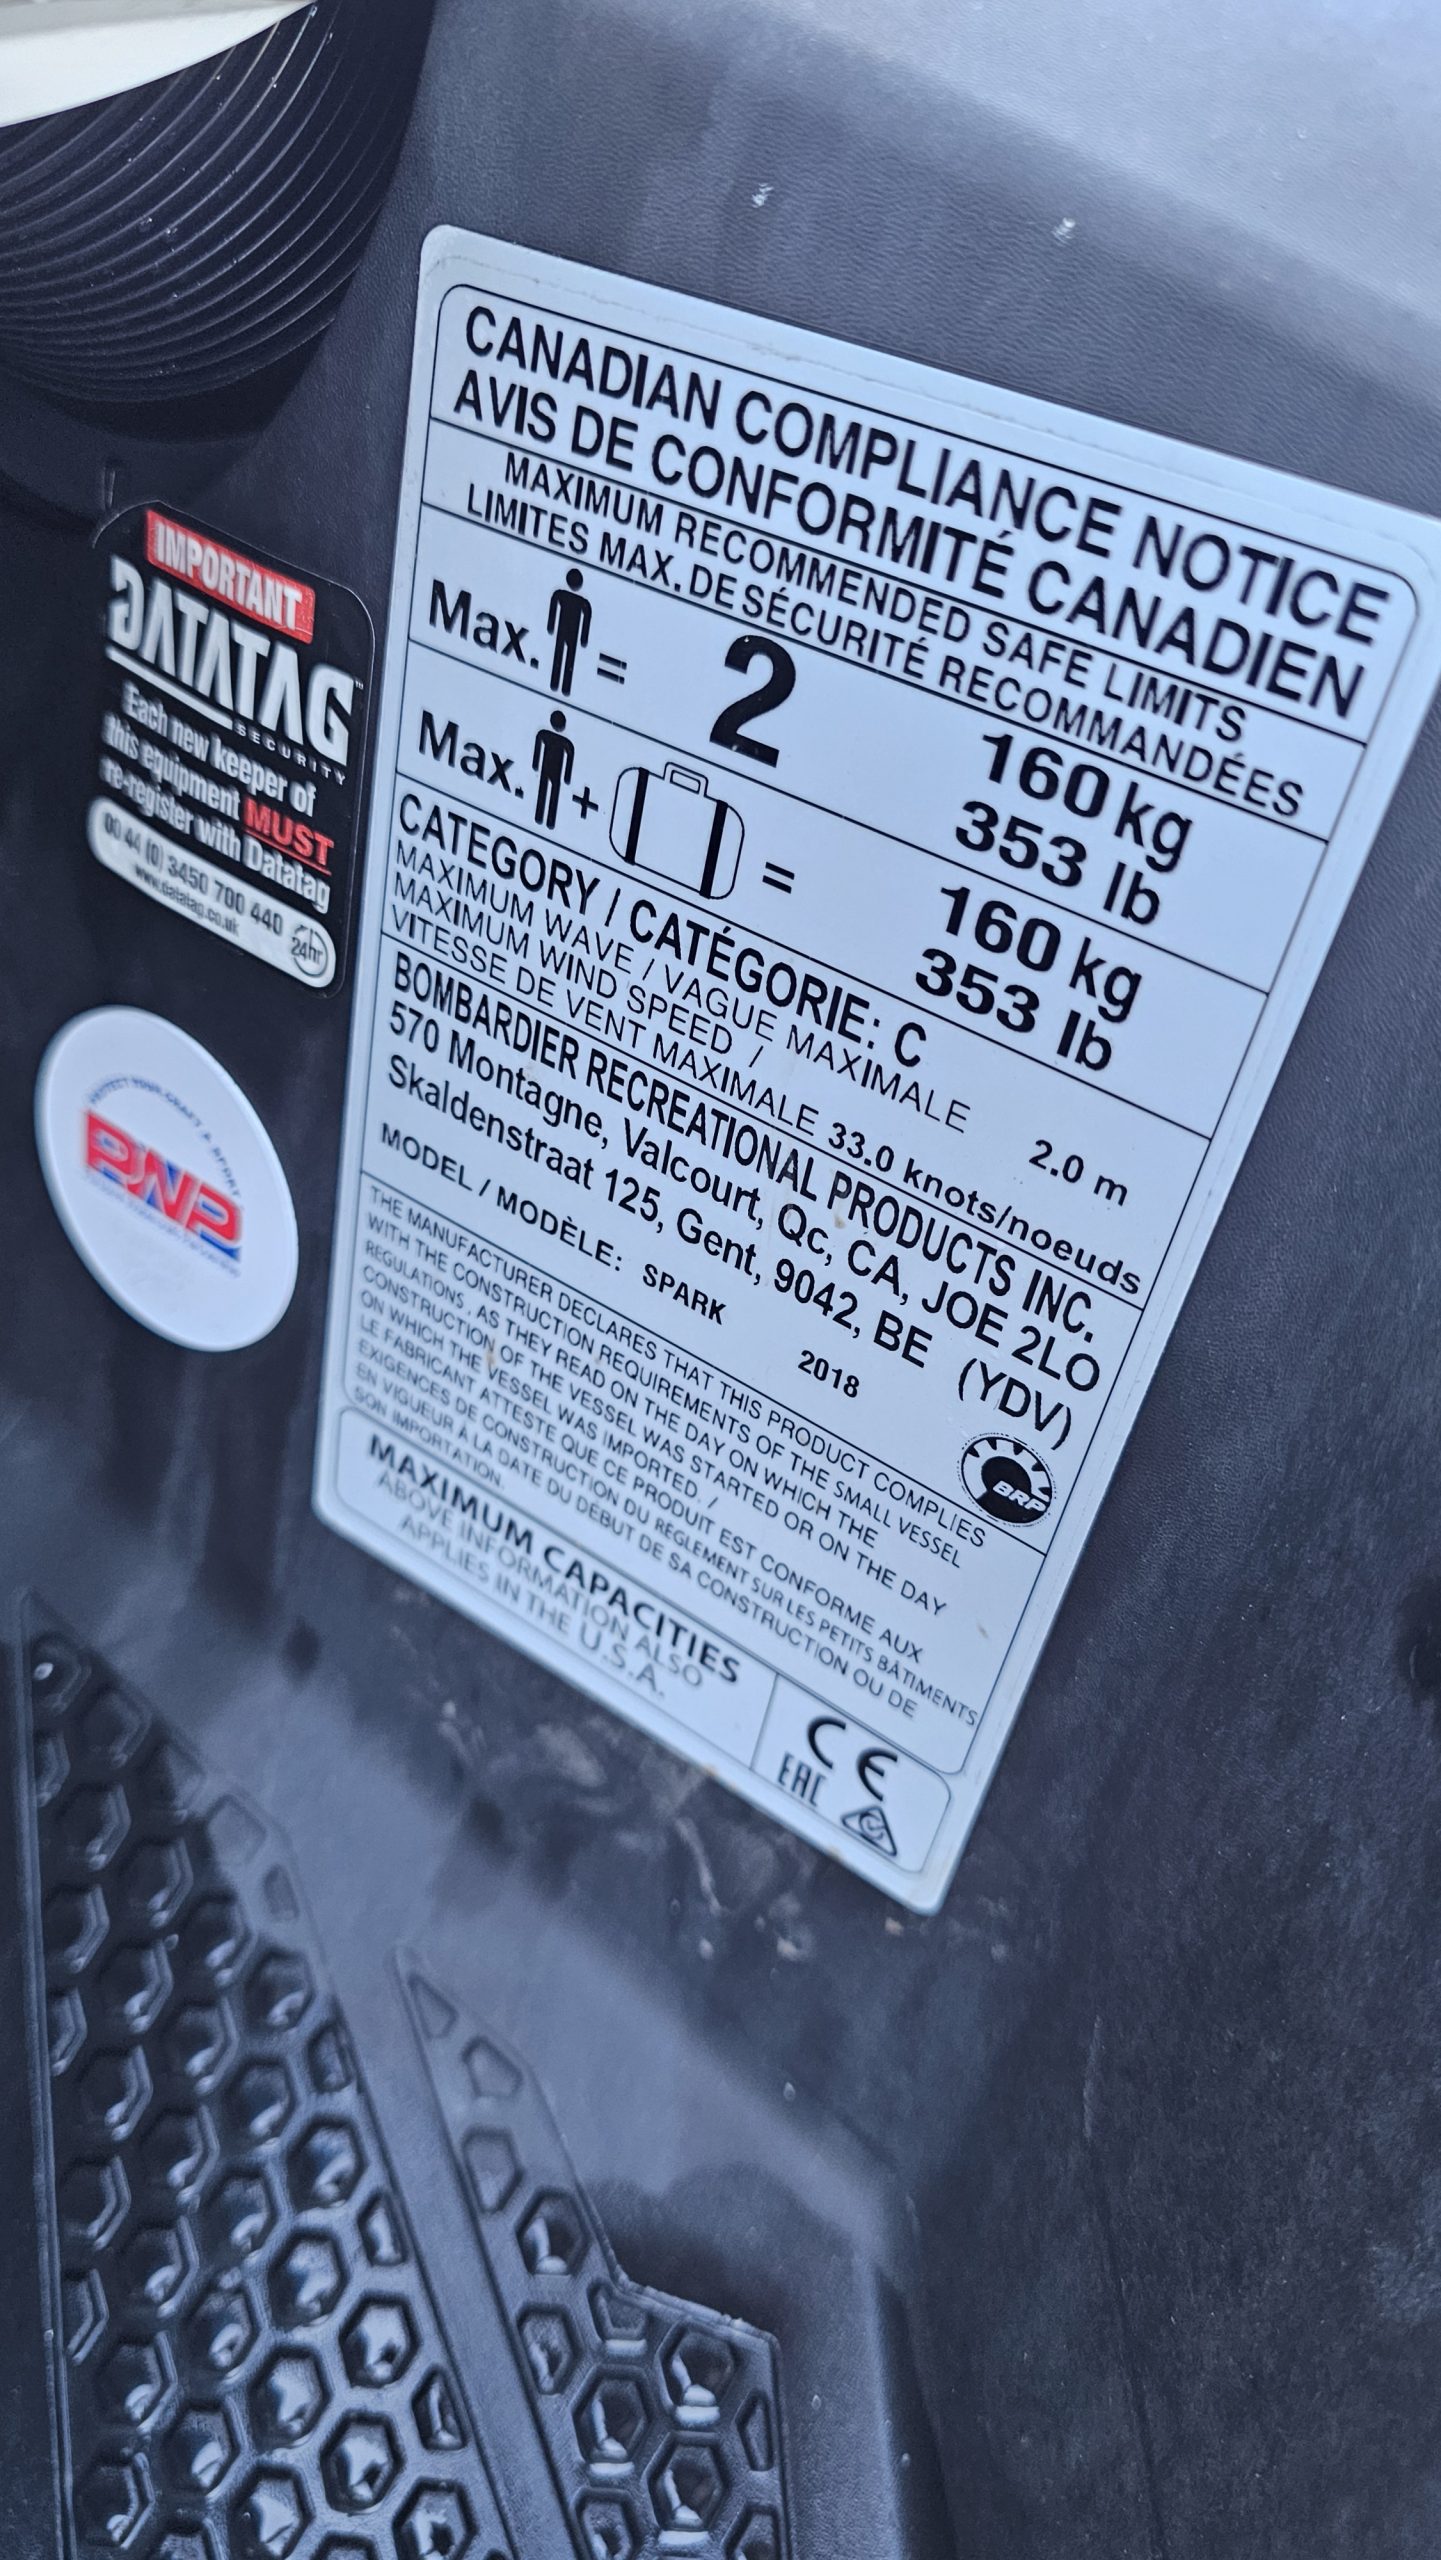 CANADIAN COMPLIANCE NOTICE
AVIS DE CONFORMITÉ CANADIEN
MAXIMUM RECOMMENDED SAFE LIMITS
LIMITES MAX. DE SÉCURITÉ RECOMMANDÉES
Max. = 2 160 kg
353 lb
Max. + = 160 kg
353 lb
CATEGORY / CATÉGORIE: C
MAXIMUM WAVE / VAGUE MAXIMALE 2.0 m
MAXIMUM WIND SPEED /
VITESSE DE VENT MAXIMALE 33.0 knots/noeuds
BOMBARDIER RECREATIONAL PRODUCTS INC.
570 Montagne, Valcourt, Qc, CA, JOE 2LO
Skaldenstraat 125, Gent, 9042, BE (YDV)
MODEL / MODÈLE: SPARK 2018
BRP
THE MANUFACTURER DECLARES THAT THIS PRODUCT COMPLIES
WITH THE CONSTRUCTION REQUIREMENTS OF THE SMALL VESSEL
REGULATIONS, AS THEY READ ON THE DAY ON WHICH THE
CONSTRUCTION OF THE VESSEL WAS STARTED OR ON THE DAY
ON WHICH THE VESSEL WAS IMPORTED. /
LE FABRICANT ATTESTE QUE CE PRODUIT EST CONFORME AUX
EXIGENCES DE CONSTRUCTION DU RÈGLEMENT SUR LES PETITS BÂTIMENTS
EN VIGUEUR À LA DATE DU DÉBUT DE SA CONSTRUCTION OU DE
SON IMPORTATION.
MAXIMUM CAPACITIES
ABOVE INFORMATION ALSO
APPLIES IN THE U.S.A.
CE
EAC
IMPORTANT
DATATAG™
SECURITY
Each new keeper of
this equipment MUST
re-register with Datatag
00 44 (0) 3450 700 440
www.datatag.co.uk
24hr
PWP